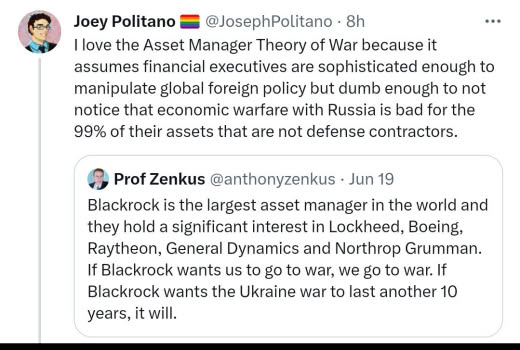 Joey Politano 🏳️‍🌈 @JosephPolitano · 8h
I love the Asset Manager Theory of War because it
assumes financial executives are sophisticated enough to
manipulate global foreign policy but dumb enough to not
notice that economic warfare with Russia is bad for the
99% of their assets that are not defense contractors.
Prof Zenkus @anthonyzenkus · Jun 19
Blackrock is the largest asset manager in the world and
they hold a significant interest in Lockheed, Boeing,
Raytheon, General Dynamics and Northrop Grumman.
If Blackrock wants us to go to war, we go to war. If
Blackrock wants the Ukraine war to last another 10
years, it will.